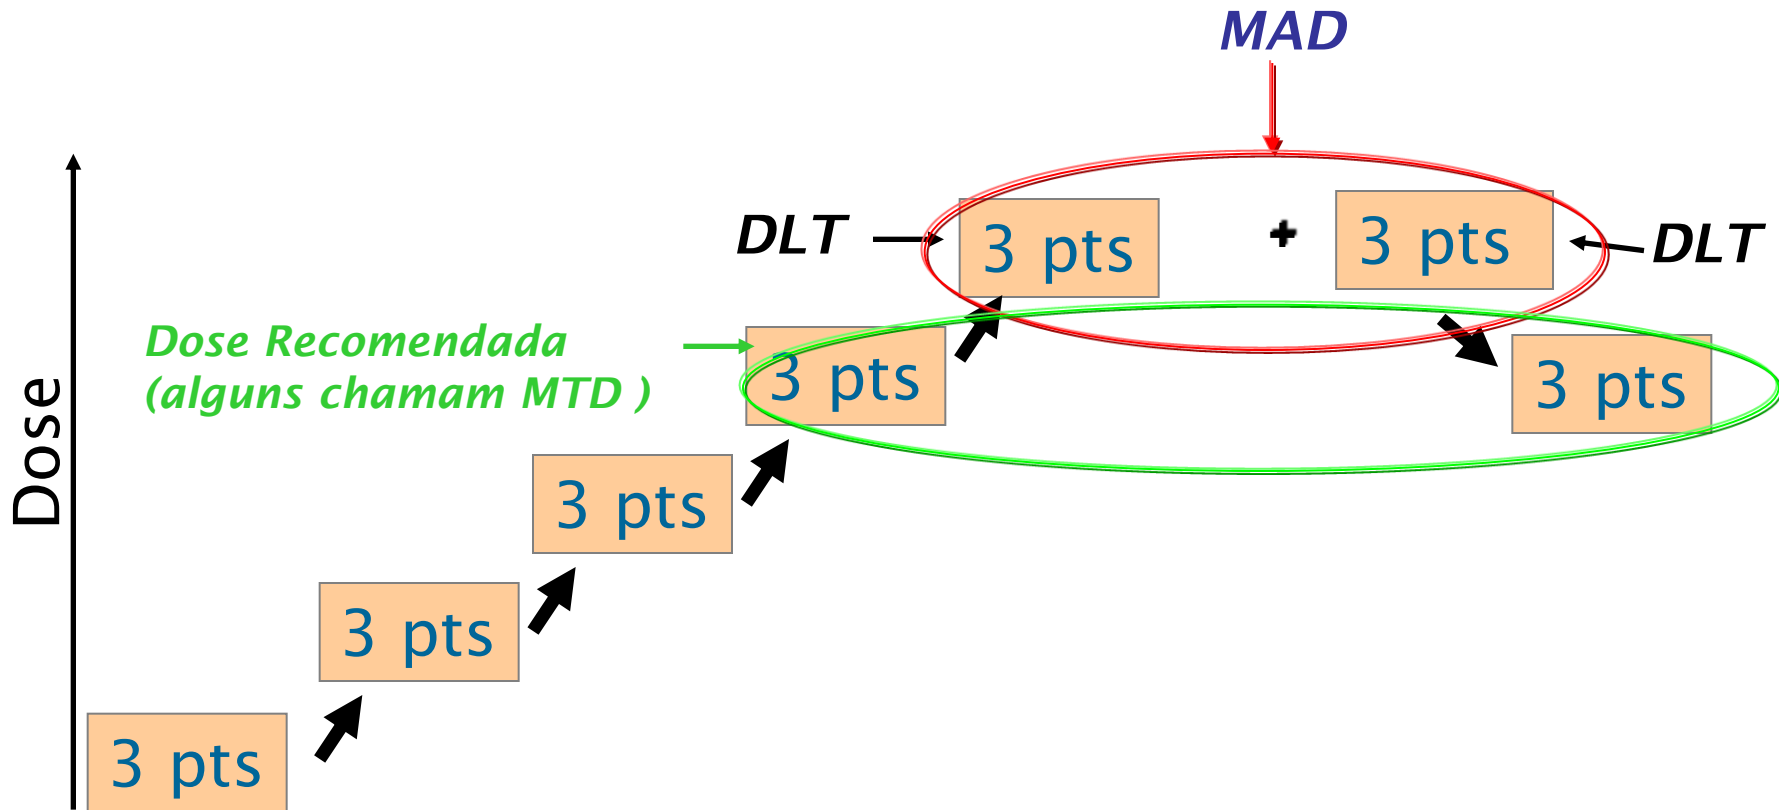 MAD
DLT
3 pts
+
3 pts
DLT
Dose Recomendada
(alguns chamam MTD )
3 pts
3 pts
Dose
3 pts
3 pts
3 pts